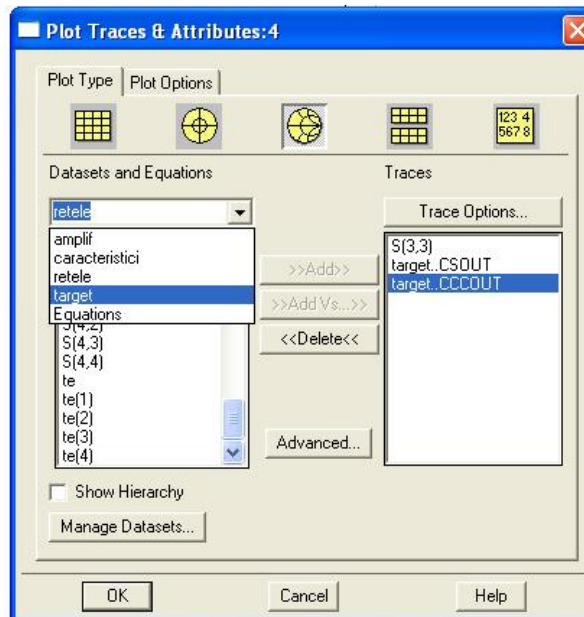 Plot Traces & Attributes:4
Plot Type
Plot Options
123 4
567 8
Datasets and Equations
Traces
retele
Trace Options...
amplif
caracteristici
retele
target
Equations
S(4,2)
S(4,3)
S(4,4)
te
te(1)
te(2)
te(3)
te(4)
>>Add>>
>>Add Vs...>>
<<Delete<<
Advanced...
S(3,3)
target..CSOUT
target..CCCOUT
Show Hierarchy
Manage Datasets...
OK
Cancel
Help